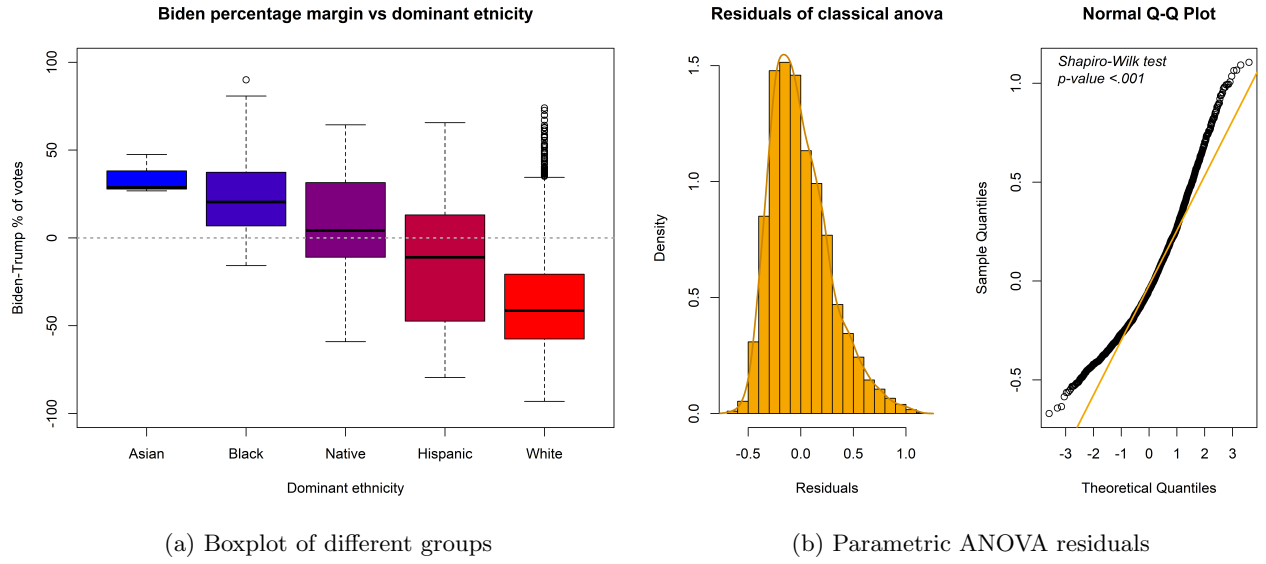 Biden percentage margin vs dominant etnicity
Biden-Trump % of votes
100
50
0
-50
-100
Asian Black Native Hispanic White
Dominant ethnicity
(a) Boxplot of different groups
Residuals of classical anova
Density
1.5
1.0
0.5
0.0
-0.5 0.0 0.5 1.0
Residuals
Normal Q-Q Plot
Shapiro-Wilk test
p-value <.001
Sample Quantiles
1.0
0.5
0.0
-0.5
-3 -2 -1 0 1 2 3
Theoretical Quantiles
(b) Parametric ANOVA residuals